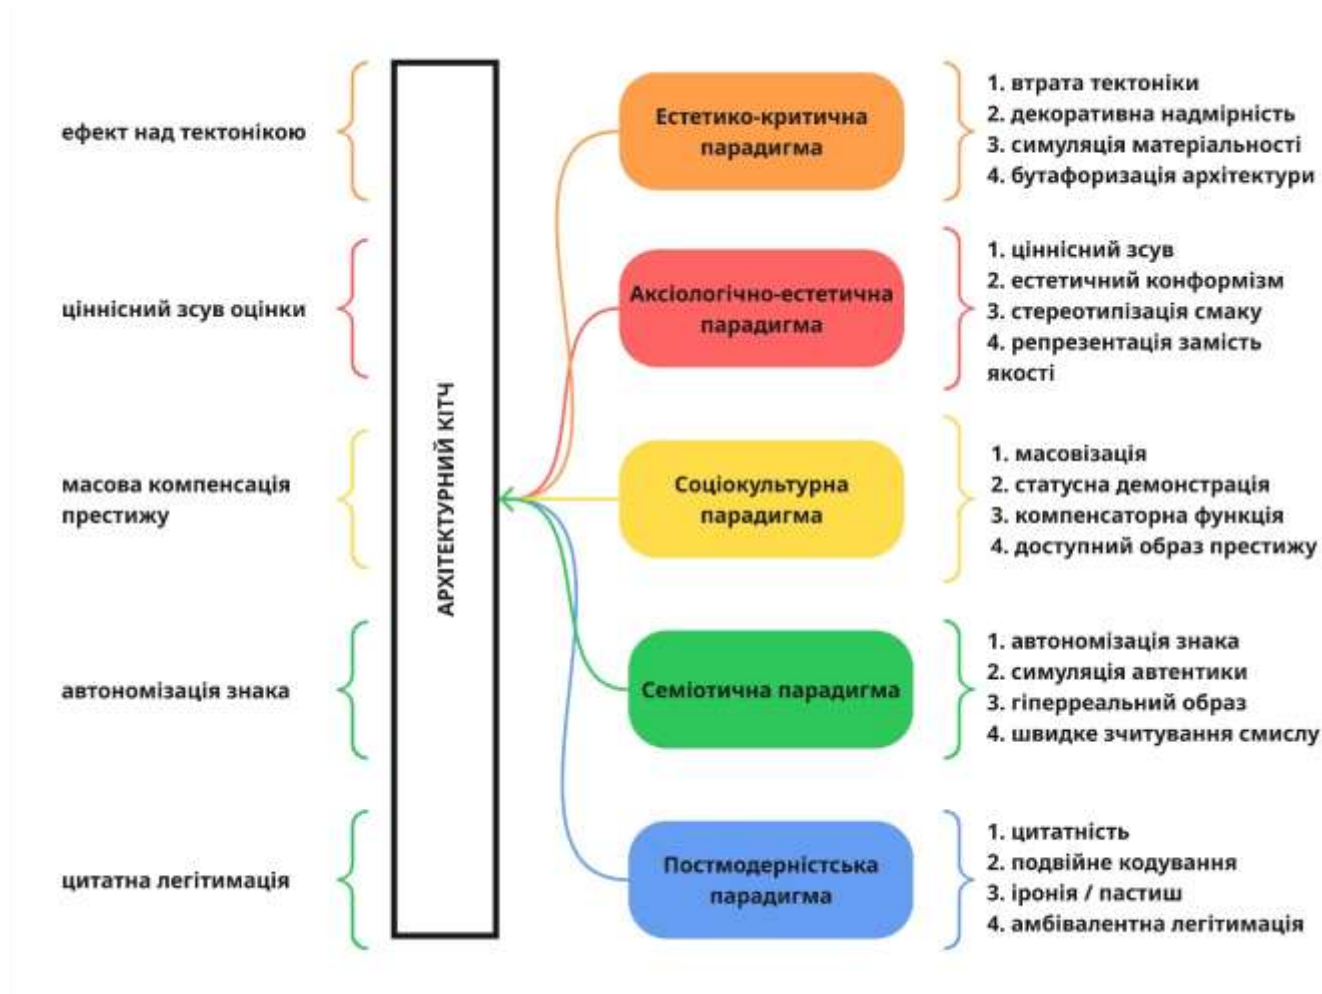 ефект над тектонікою
ціннісний зсув оцінки
масова компенсація
престижу
автономізація знака
цитатна легітимація
АРХІТЕКТУРНИЙ КІТЧ
Естетико-критична
парадигма
Аксіологічно-естетична
парадигма
Соціокультурна
парадигма
Семіотична парадигма
Постмодерністська
парадигма
1. втрата тектоніки
2. декоративна надмірність
3. симуляція матеріальності
4. бутафоризація архітектури
1. ціннісний зсув
2. естетичний конформізм
3. стереотипізація смаку
4. репрезентація замість
якості
1. масовізація
2. статусна демонстрація
3. компенсаторна функція
4. доступний образ престижу
1. автономізація знака
2. симуляція автентики
3. гіперреальний образ
4. швидке зчитування смислу
1. цитатність
2. подвійне кодування
3. іронія / пастиш
4. амбівалентна легітимація